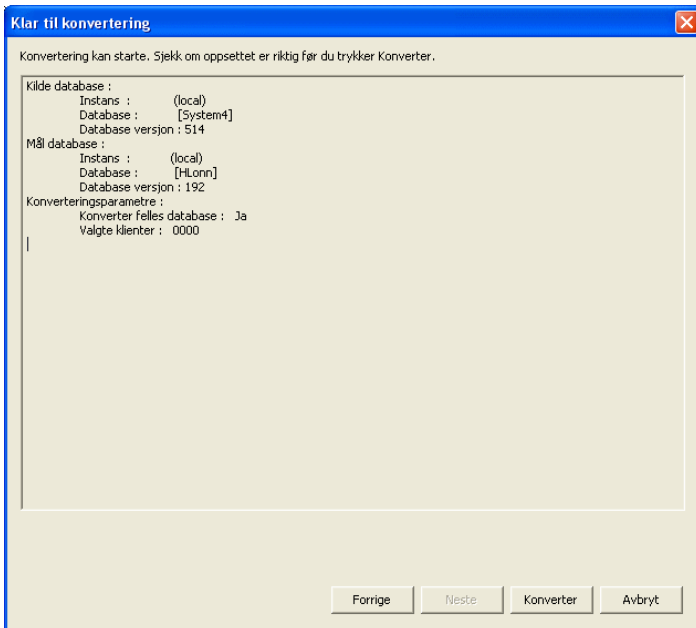 Klar til konvertering
Konvertering kan starte. Sjekk om oppsettet er riktig før du trykker Konverter.
Kilde database :
Instans : (local)
Database : [System4]
Database versjon : 514
Mål database :
Instans : (local)
Database : [HLonn]
Database versjon : 192
Konverteringsparametre :
Konverter felles database : Ja
Valgte klienter : 0000
Forrige Neste Konverter Avbryt